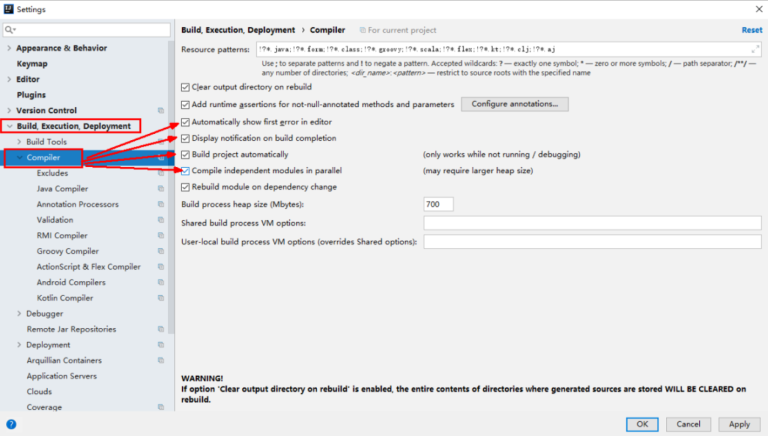 Settings
Appearance & Behavior
Keymap
Editor
Plugins
Version Control
Build, Execution, Deployment
Build Tools
Compiler
Excludes
Java Compiler
Annotation Processors
Validation
RMI Compiler
Groovy Compiler
ActionScript & Flex Compiler
Android Compilers
Kotlin Compiler
Debugger
Remote Jar Repositories
Deployment
Arquillian Containers
Application Servers
Clouds
Coverage
Build, Execution, Deployment › Compiler For current project Reset
Resource patterns: !?*.java;!?*.form;!?*.class;!?*.groovy;!?*.scala;!?*.flex;!?*.kt;!?*.clj;!?*.aj
Use ; to separate patterns and ! to negate a pattern. Accepted wildcards: ? — exactly one symbol; * — zero or more symbols; / — path separator; /**/ —
any number of directories; <dir_name>:<pattern> — restrict to source roots with the specified name
Clear output directory on rebuild
Add runtime assertions for not-null-annotated methods and parameters Configure annotations...
Automatically show first error in editor
Display notification on build completion
Build project automatically (only works while not running / debugging)
Compile independent modules in parallel (may require larger heap size)
Rebuild module on dependency change
Build process heap size (Mbytes): 700
Shared build process VM options:
User-local build process VM options (overrides Shared options):
WARNING!
If option 'Clear output directory on rebuild' is enabled, the entire contents of directories where generated sources are stored WILL BE CLEARED on
rebuild.
? OK Cancel Apply